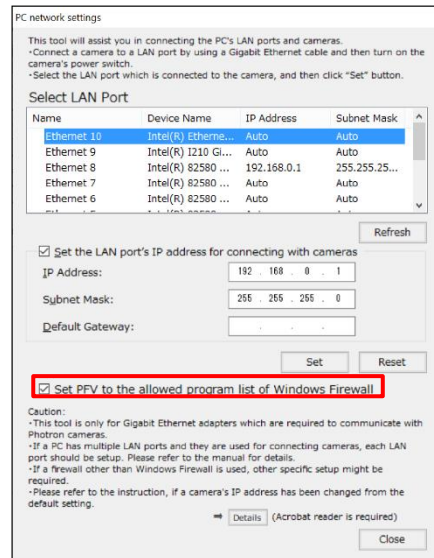 PC network settings
This tool will assist you in connecting the PC's LAN ports and cameras.
・Connect a camera to a LAN port by using a Gigabit Ethernet cable and then turn on the
camera's power switch.
・Select the LAN port which is connected to the camera, and then click "Set" button.
Select LAN Port
Name Device Name IP Address Subnet Mask
Ethernet 10 Intel(R) Etherne... Auto Auto
Ethernet 9 Intel(R) I210 Gi... Auto Auto
Ethernet 8 Intel(R) 82580 ... 192.168.0.1 255.255.25...
Ethernet 7 Intel(R) 82580 ... Auto Auto
Ethernet 6 Intel(R) 82580 ... Auto Auto
Refresh
Set the LAN port's IP address for connecting with cameras
IP Address: 192 . 168 . 0 . 1
Subnet Mask: 255 . 255 . 255 . 0
Default Gateway: . . .
Set Reset
Set PFV to the allowed program list of Windows Firewall
Caution:
・This tool is only for Gigabit Ethernet adapters which are required to communicate with
Photron cameras.
・If a PC has multiple LAN ports and they are used for connecting cameras, each LAN
port should be setup. Please refer to the manual for details.
・If a firewall other than Windows Firewall is used, other specific setup might be
required.
・Please refer to the instruction, if a camera's IP address has been changed from the
default setting.
➡ Details (Acrobat reader is required)
Close